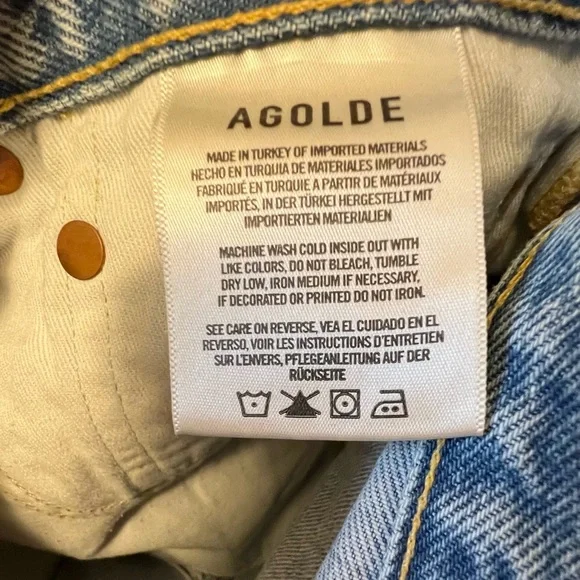 AGOLDE
MADE IN TURKEY OF IMPORTED MATERIALS
HECHO EN TURQUIA DE MATERIALES IMPORTADOS
FABRIQUÉ EN TURQUIE A PARTIR DE MATÉRIAUX
IMPORTÉS, IN DER TÜRKEI HERGESTELLT MIT
IMPORTIERTEN MATERIALIEN
MACHINE WASH COLD INSIDE OUT WITH
LIKE COLORS, DO NOT BLEACH, TUMBLE
DRY LOW, IRON MEDIUM IF NECESSARY,
IF DECORATED OR PRINTED DO NOT IRON.
SEE CARE ON REVERSE, VEA EL CUIDADO EN EL
REVERSO, VOIR LES INSTRUCTIONS D'ENTRETIEN
SUR L'ENVERS, PFLEGEANLEITUNG AUF DER
RÜCKSEITE